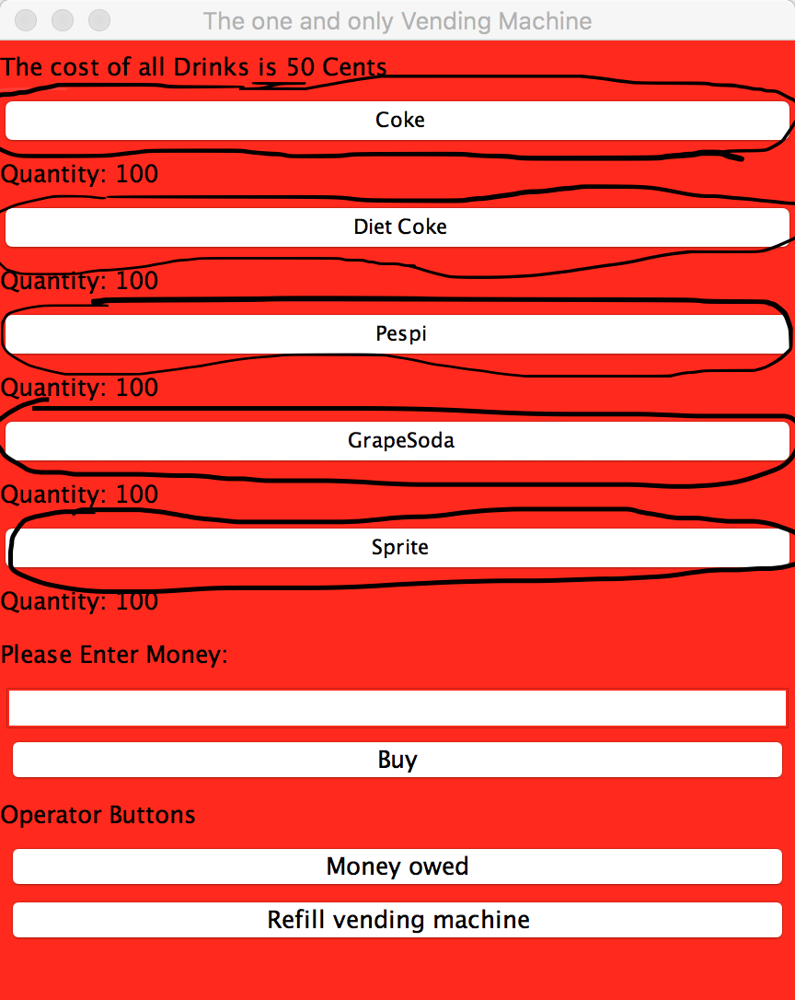 The one and only Vending Machine
The cost of all Drinks is 50 Cents
Coke
Quantity: 100
Diet Coke
Quantity: 100
Pespi
Quantity: 100
GrapeSoda
Quantity: 100
Sprite
Quantity: 100
Please Enter Money:
Buy
Operator Buttons
Money owed
Refill vending machine